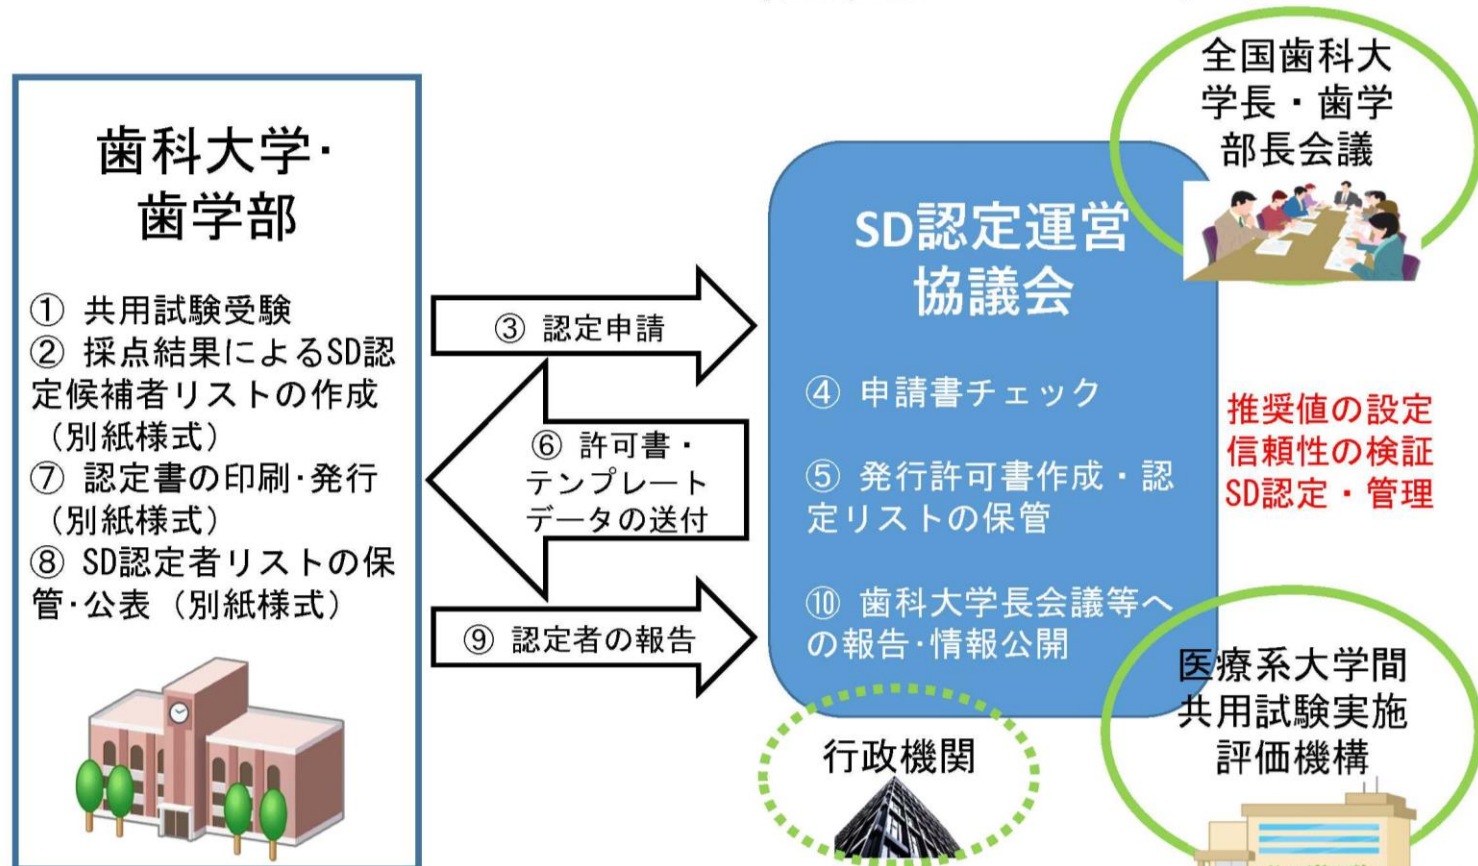 歯科大学・
歯学部
① 共用試験受験
② 採点結果によるSD認
定候補者リストの作成
（別紙様式）
⑦ 認定書の印刷・発行
（別紙様式）
⑧ SD認定者リストの保
管・公表（別紙様式）
③ 認定申請
⑥ 許可書・
テンプレート
データの送付
⑨ 認定者の報告
SD認定運営
協議会
④ 申請書チェック
⑤ 発行許可書作成・認
定リストの保管
⑩ 歯科大学長会議等へ
の報告・情報公開
全国歯科大
学長・歯学
部長会議
推奨値の設定
信頼性の検証
SD認定・管理
行政機関
医療系大学間
共用試験実施
評価機構